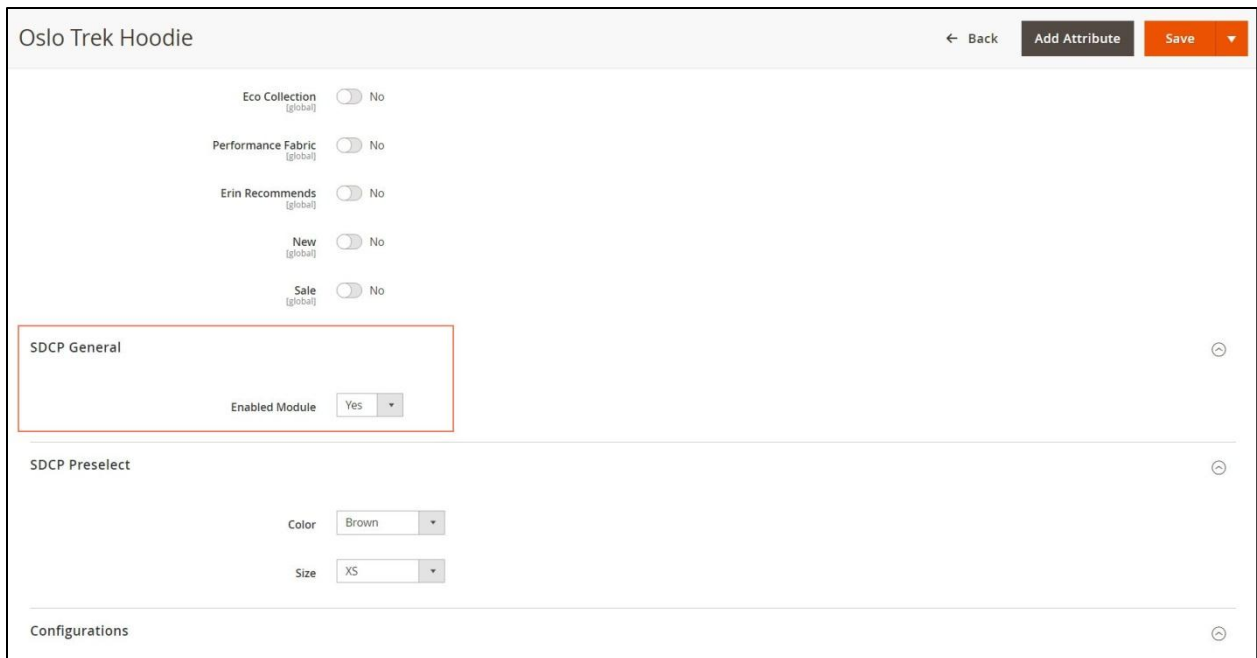 Oslo Trek Hoodie
← Back
Add Attribute
Save
Eco Collection
[global]
No
Performance Fabric
[global]
No
Erin Recommends
[global]
No
New
[global]
No
Sale
[global]
No
SDCP General
Enabled Module
Yes
SDCP Preselect
Color
Brown
Size
XS
Configurations